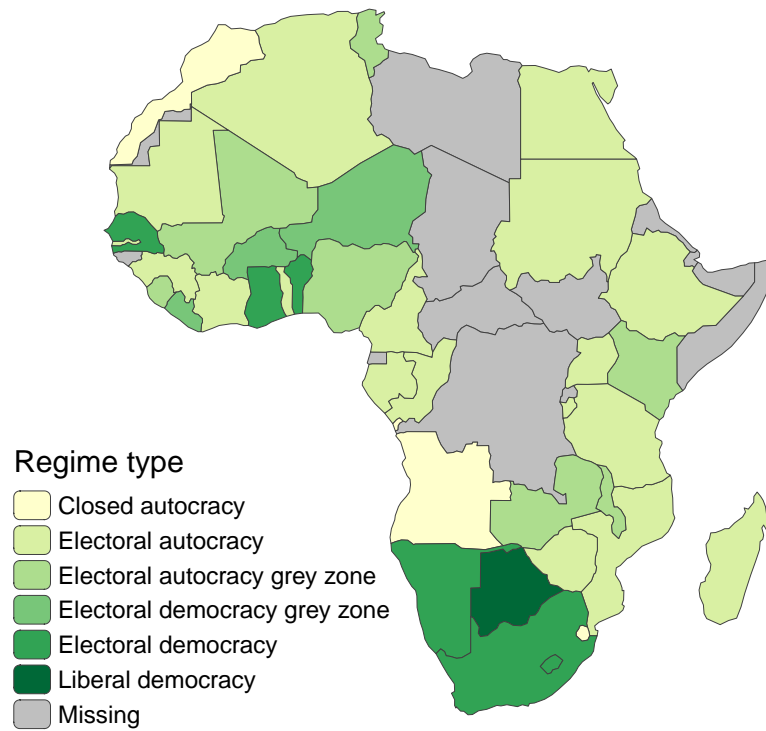 Regime type
Closed autocracy
Electoral autocracy
Electoral autocracy grey zone
Electoral democracy grey zone
Electoral democracy
Liberal democracy
Missing